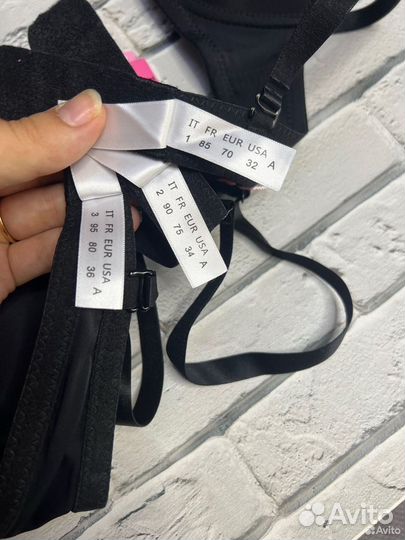 IT FR EUR USA A
1 85 70 32
IT FR EUR USA A
2 90 75 34
IT FR EUR USA A
3 95 80 36
Avito